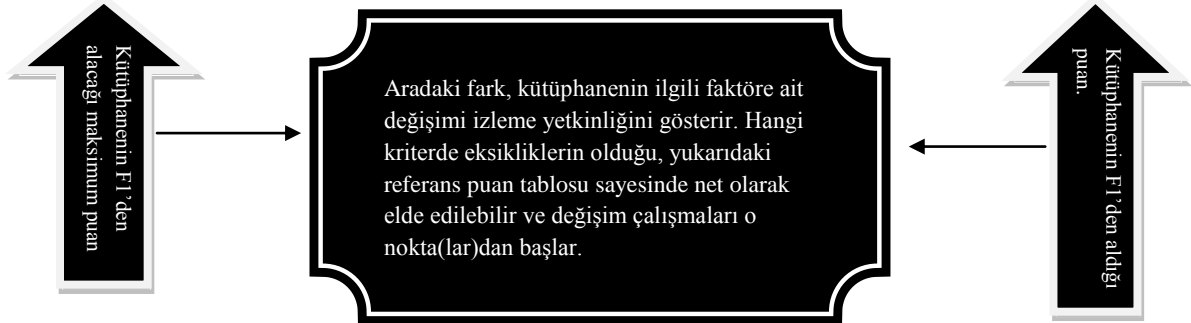 Kütüphanenin F1’den
alacağı maksimum puan
Aradaki fark, kütüphanenin ilgili faktöre ait
değişimi izleme yetkinliğini gösterir. Hangi
kriterde eksikliklerin olduğu, yukarıdaki
referans puan tablosu sayesinde net olarak
elde edilebilir ve değişim çalışmaları o
nokta(lar)dan başlar.
Kütüphanenin F1’den aldığı
puan.